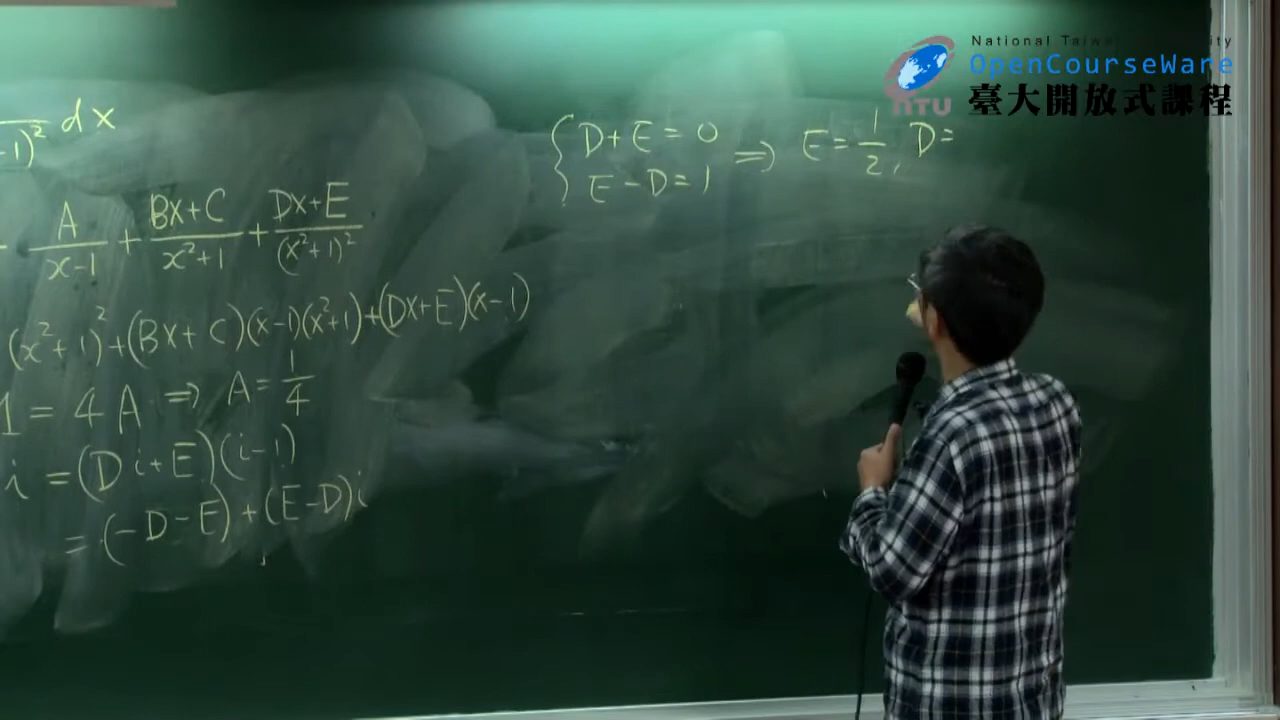 National Taiwan University
OpenCourseWare
NTU 臺大開放式課程
-1)² dx
A/(x-1) + (Bx+C)/(x²+1) + (Dx+E)/(x²+1)²
(x²+1)²+(Bx+C)(x-1)(x²+1)+(Dx+E)(x-1)
1 = 4A ⇒ A = 1/4
i = (Di+E)(i-1)
= (-D-E)+(E-D)i
{ D+E=0
E-D=1 ⇒ E=1/2, D=